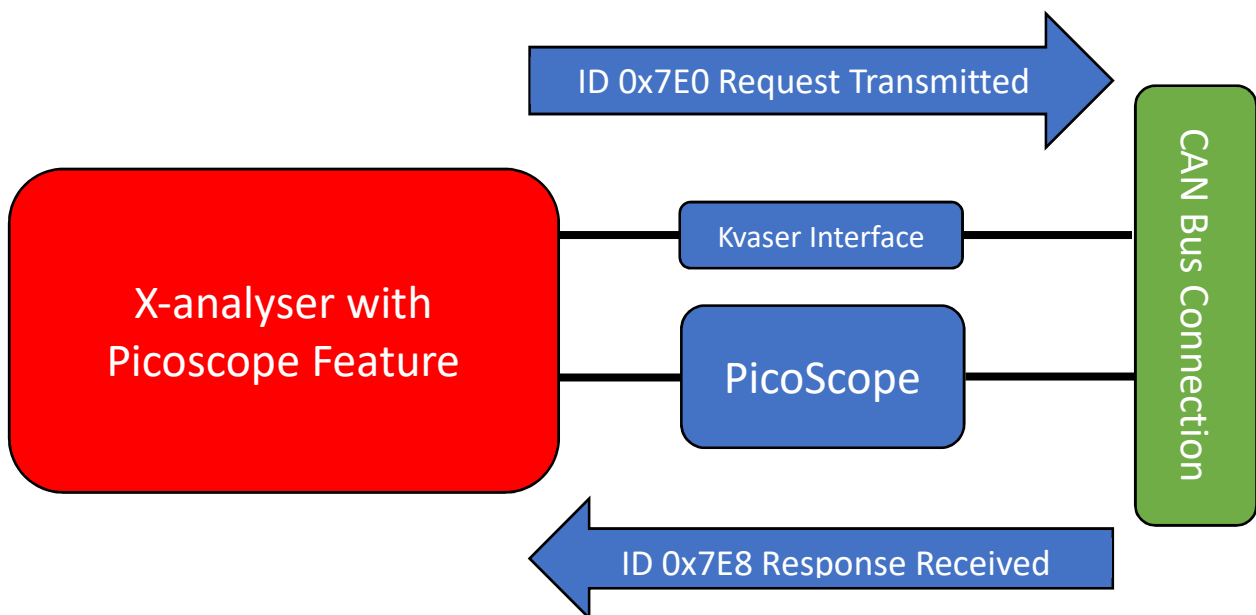 ID 0x7E0 Request Transmitted
Kvaser Interface
X-analyser with
Picoscope Feature
PicoScope
CAN Bus Connection
ID 0x7E8 Response Received